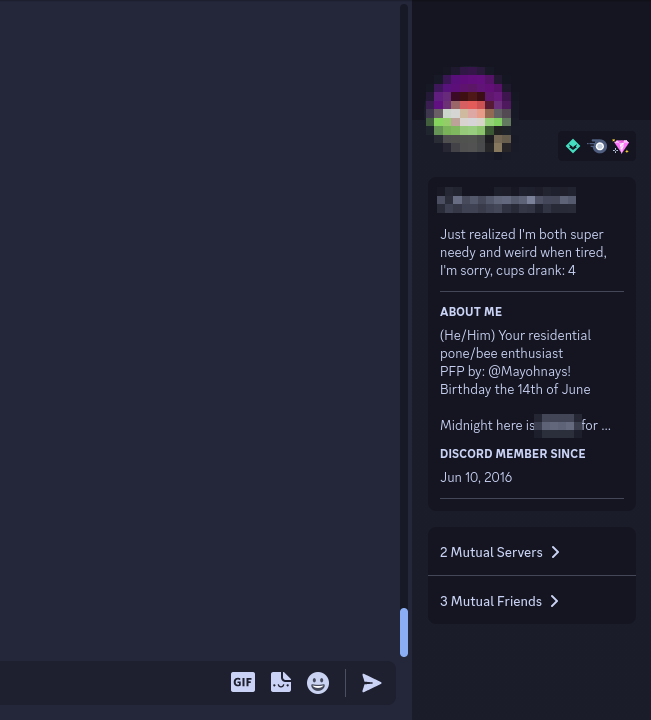 Just realized I'm both super
needy and weird when tired,
I'm sorry, cups drank: 4
ABOUT ME
(He/Him) Your residential
pone/bee enthusiast
PFP by: @Mayohnays!
Birthday the 14th of June
Midnight here is for ...
DISCORD MEMBER SINCE
Jun 10, 2016
2 Mutual Servers
3 Mutual Friends
GIF